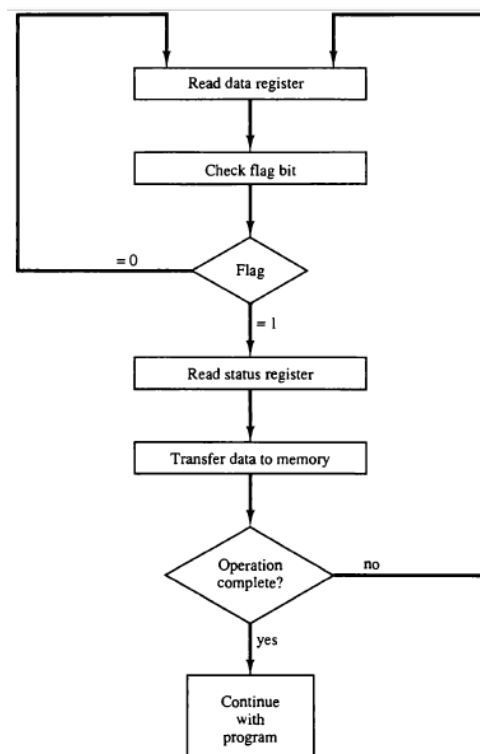 Read data register
Check flag bit
= 0
Flag
= 1
Read status register
Transfer data to memory
Operation
complete?
no
yes
Continue
with
program